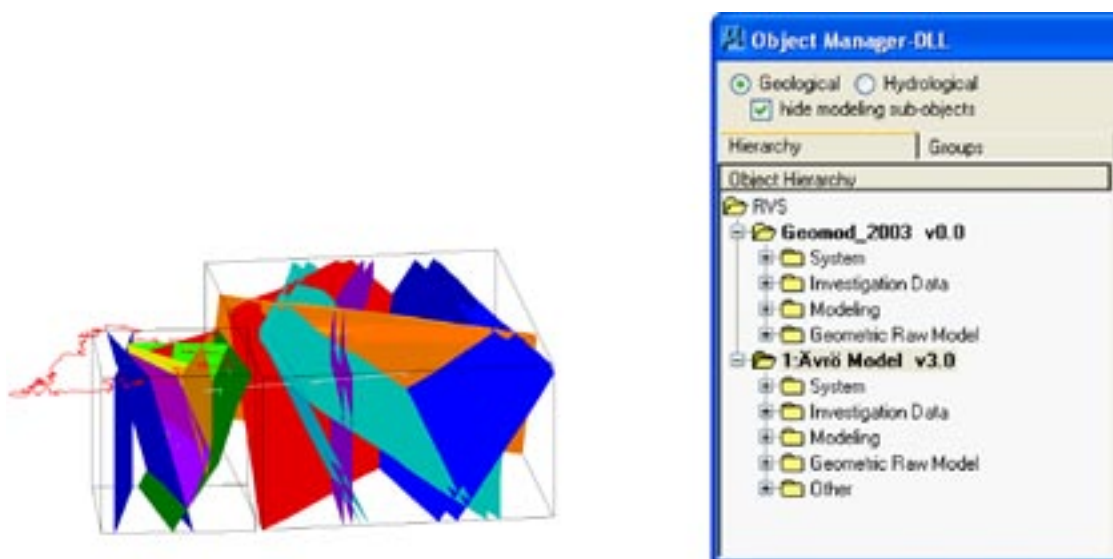 Object Manager-DLL
Geological Hydrological
hide modeling sub-objects
Hierarchy Groups
Object Hierarchy
RVS
Geomod_2003 v0.0
System
Investigation Data
Modeling
Geometric Raw Model
1:Ävrö Model v3.0
System
Investigation Data
Modeling
Geometric Raw Model
Other